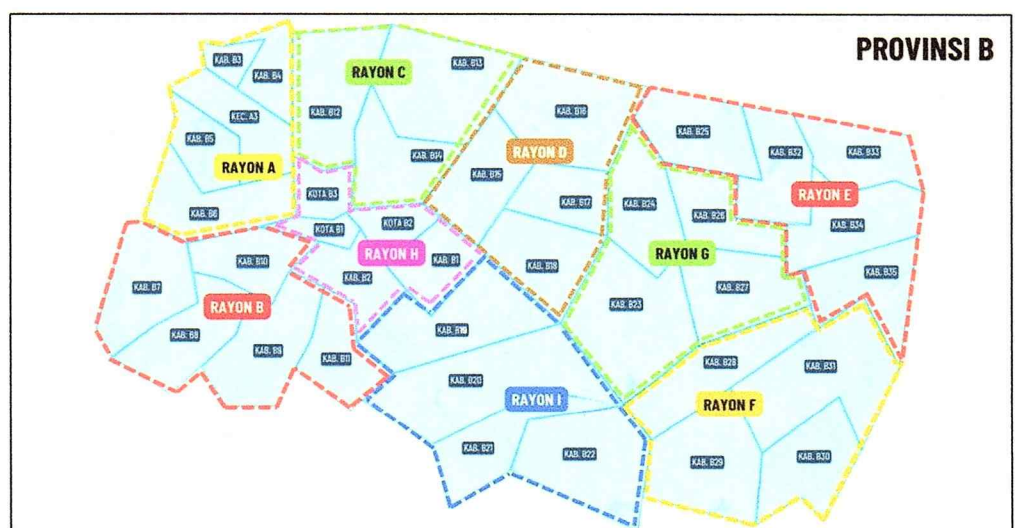 PROVINSI B
RAYON A
KAB. B3
KAB. B4
KEC. A3
KAB. B5
KAB. B6
RAYON C
KAB. B12
KAB. B13
KAB. B14
RAYON D
KAB. B16
KAB. B15
KAB. B17
KAB. B18
RAYON E
KAB. B25
KAB. B32
KAB. B33
KAB. B34
KAB. B35
RAYON H
KOTA B3
KOTA B1
KOTA B2
KAB. B1
KAB. B2
RAYON G
KAB. B24
KAB. B26
KAB. B27
KAB. B23
RAYON B
KAB. B7
KAB. B10
KAB. B8
KAB. B11
RAYON I
KAB. B19
KAB. B20
KAB. B21
KAB. B22
RAYON F
KAB. B28
KAB. B31
KAB. B29
KAB. B30